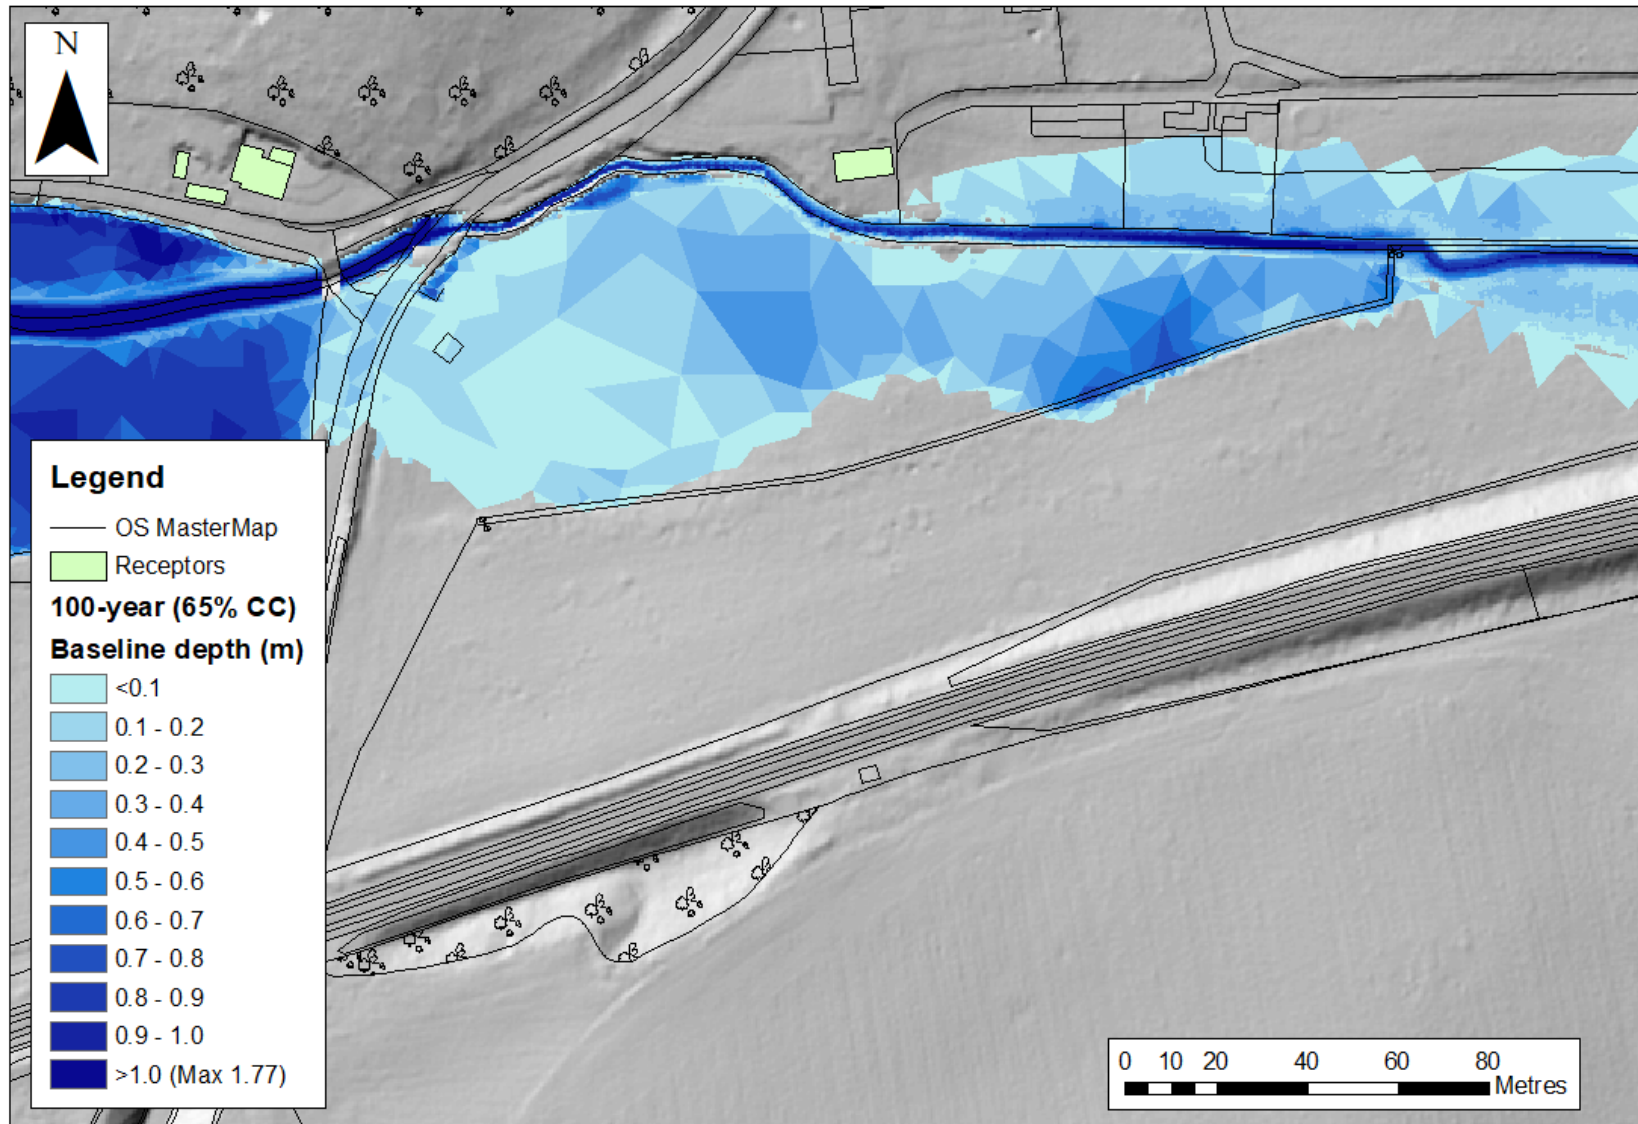 N
Legend
OS MasterMap
Receptors
100-year (65% CC)
Baseline depth (m)
<0.1
0.1 - 0.2
0.2 - 0.3
0.3 - 0.4
0.4 - 0.5
0.5 - 0.6
0.6 - 0.7
0.7 - 0.8
0.8 - 0.9
0.9 - 1.0
>1.0 (Max 1.77)
0 10 20 40 60 80
Metres